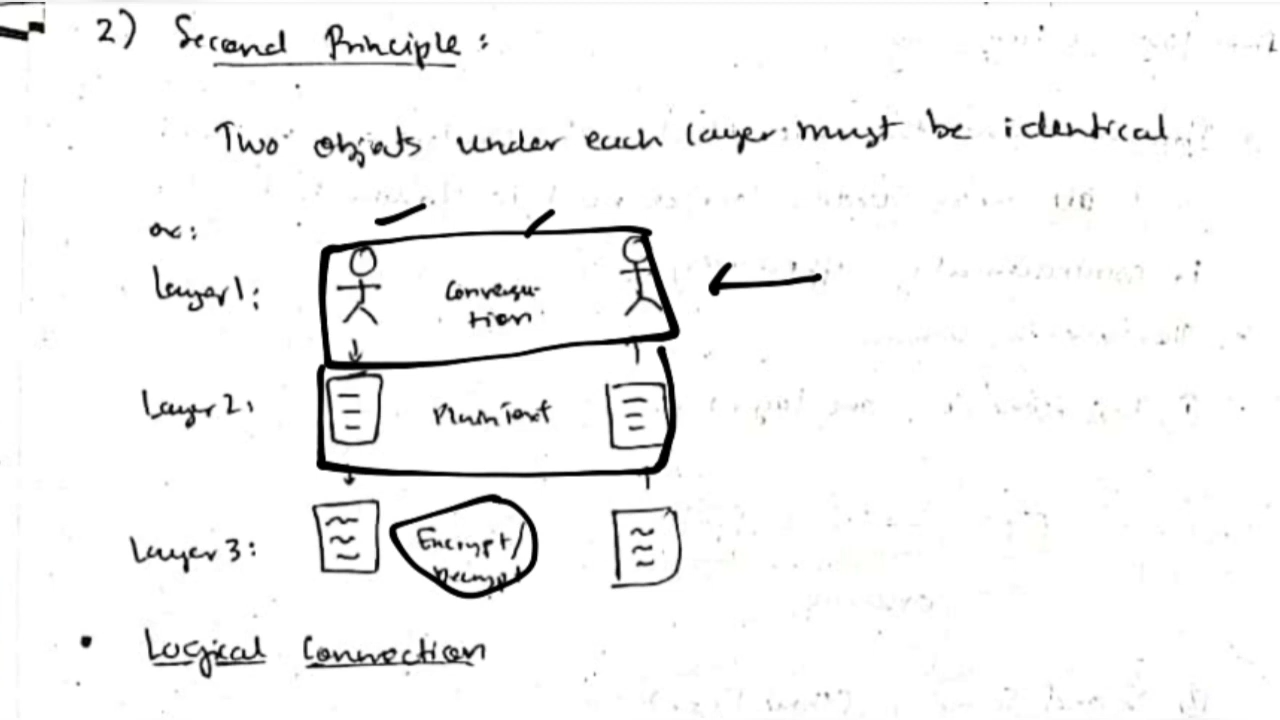 2) Second Principle:
Two objects under each layer must be identical.
ex:
Layer 1:
Conversa-
tion
Layer 2:
Plain Text
Layer 3:
Encrypt/
Decrypt
• Logical Connection